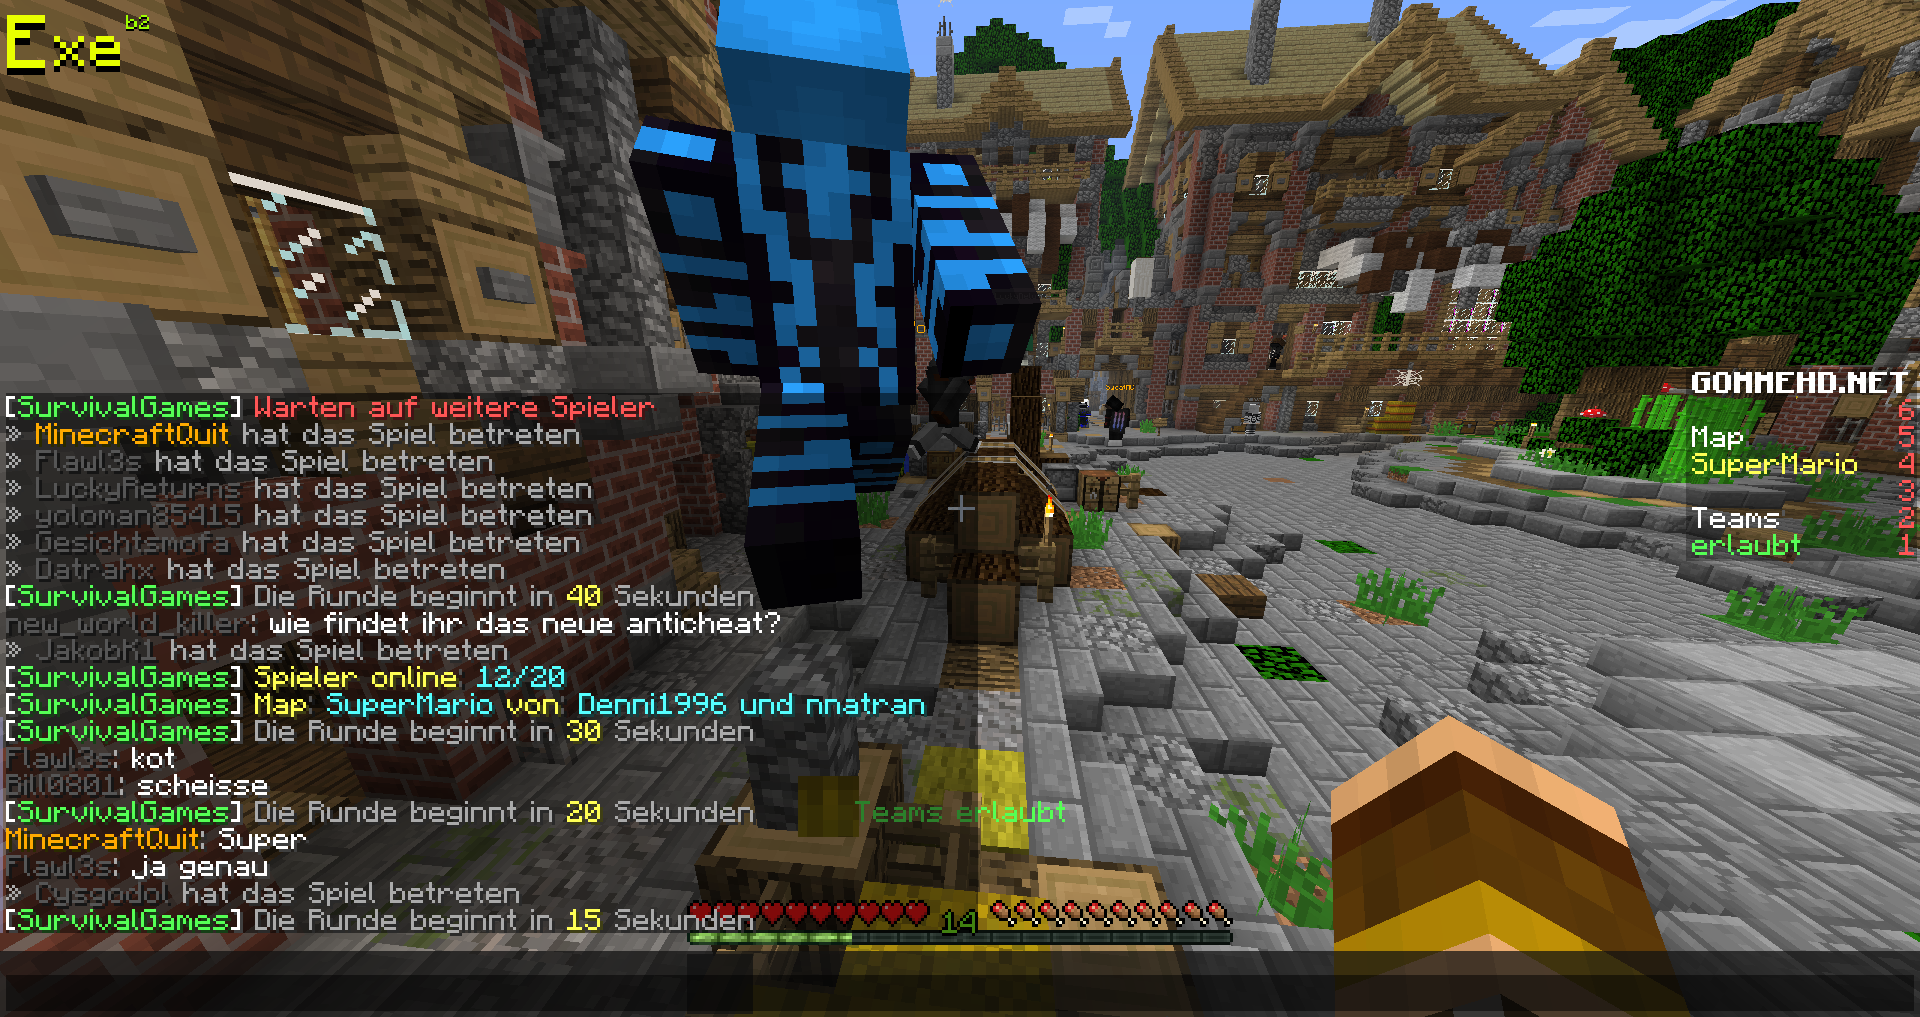 Exe b2
[SurvivalGames] Warten auf weitere Spieler
» MinecraftQuit hat das Spiel betreten
» Flawl3s hat das Spiel betreten
» LuckyReturns hat das Spiel betreten
» yoloman85415 hat das Spiel betreten
» Gesichtsmofa hat das Spiel betreten
» Datrahx hat das Spiel betreten
[SurvivalGames] Die Runde beginnt in 40 Sekunden
new_world_killer: wie findet ihr das neue anticheat?
» JakobR1 hat das Spiel betreten
[SurvivalGames] Spieler online: 12/20
[SurvivalGames] Map: SuperMario von: Denni1996 und nnatran
[SurvivalGames] Die Runde beginnt in 30 Sekunden
Flawl3s: kot
Bill0801: scheisse
[SurvivalGames] Die Runde beginnt in 20 Sekunden
MinecraftQuit: Super
Flawl3s: ja genau
» Cysgodol hat das Spiel betreten
[SurvivalGames] Die Runde beginnt in 15 Sekunden
Teams erlaubt
14
GOMMEHD.NET
6
5
Map
SuperMario
4
3
Teams
2
erlaubt
1